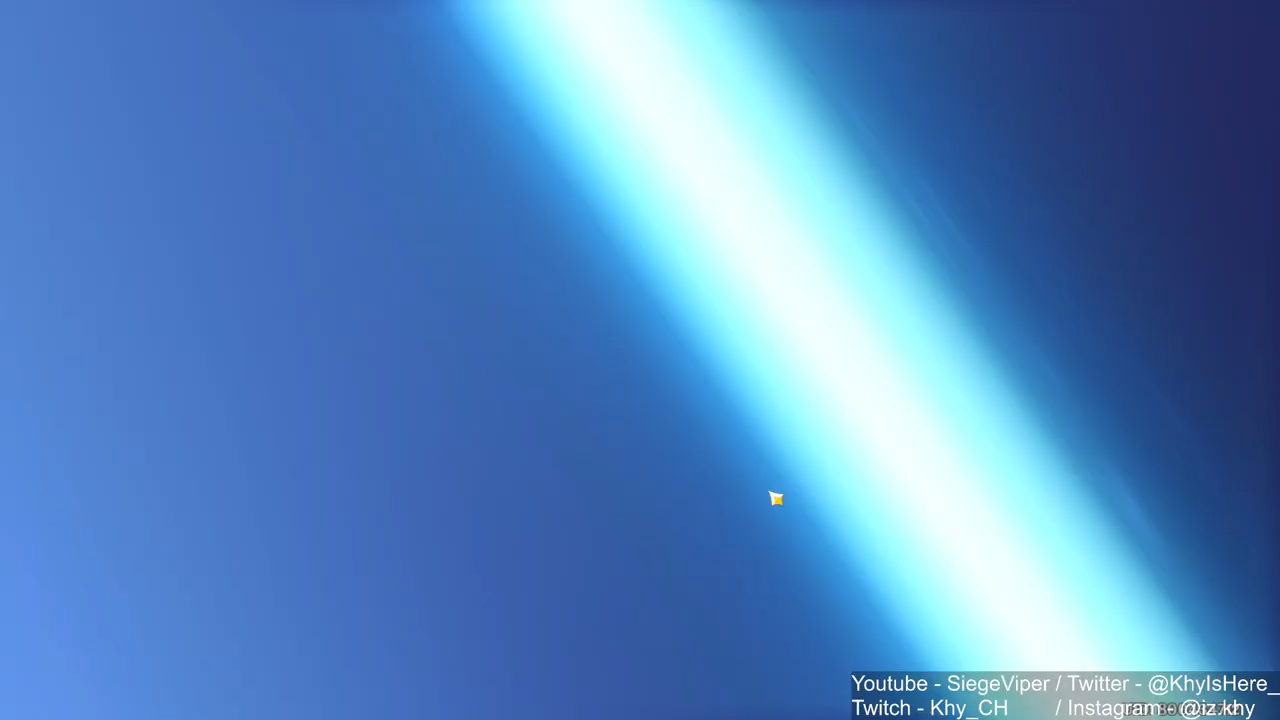 Youtube - SiegeViper / Twitter - @KhyIsHere_
Twitch - Khy_CH / Instagram - @iz.khy